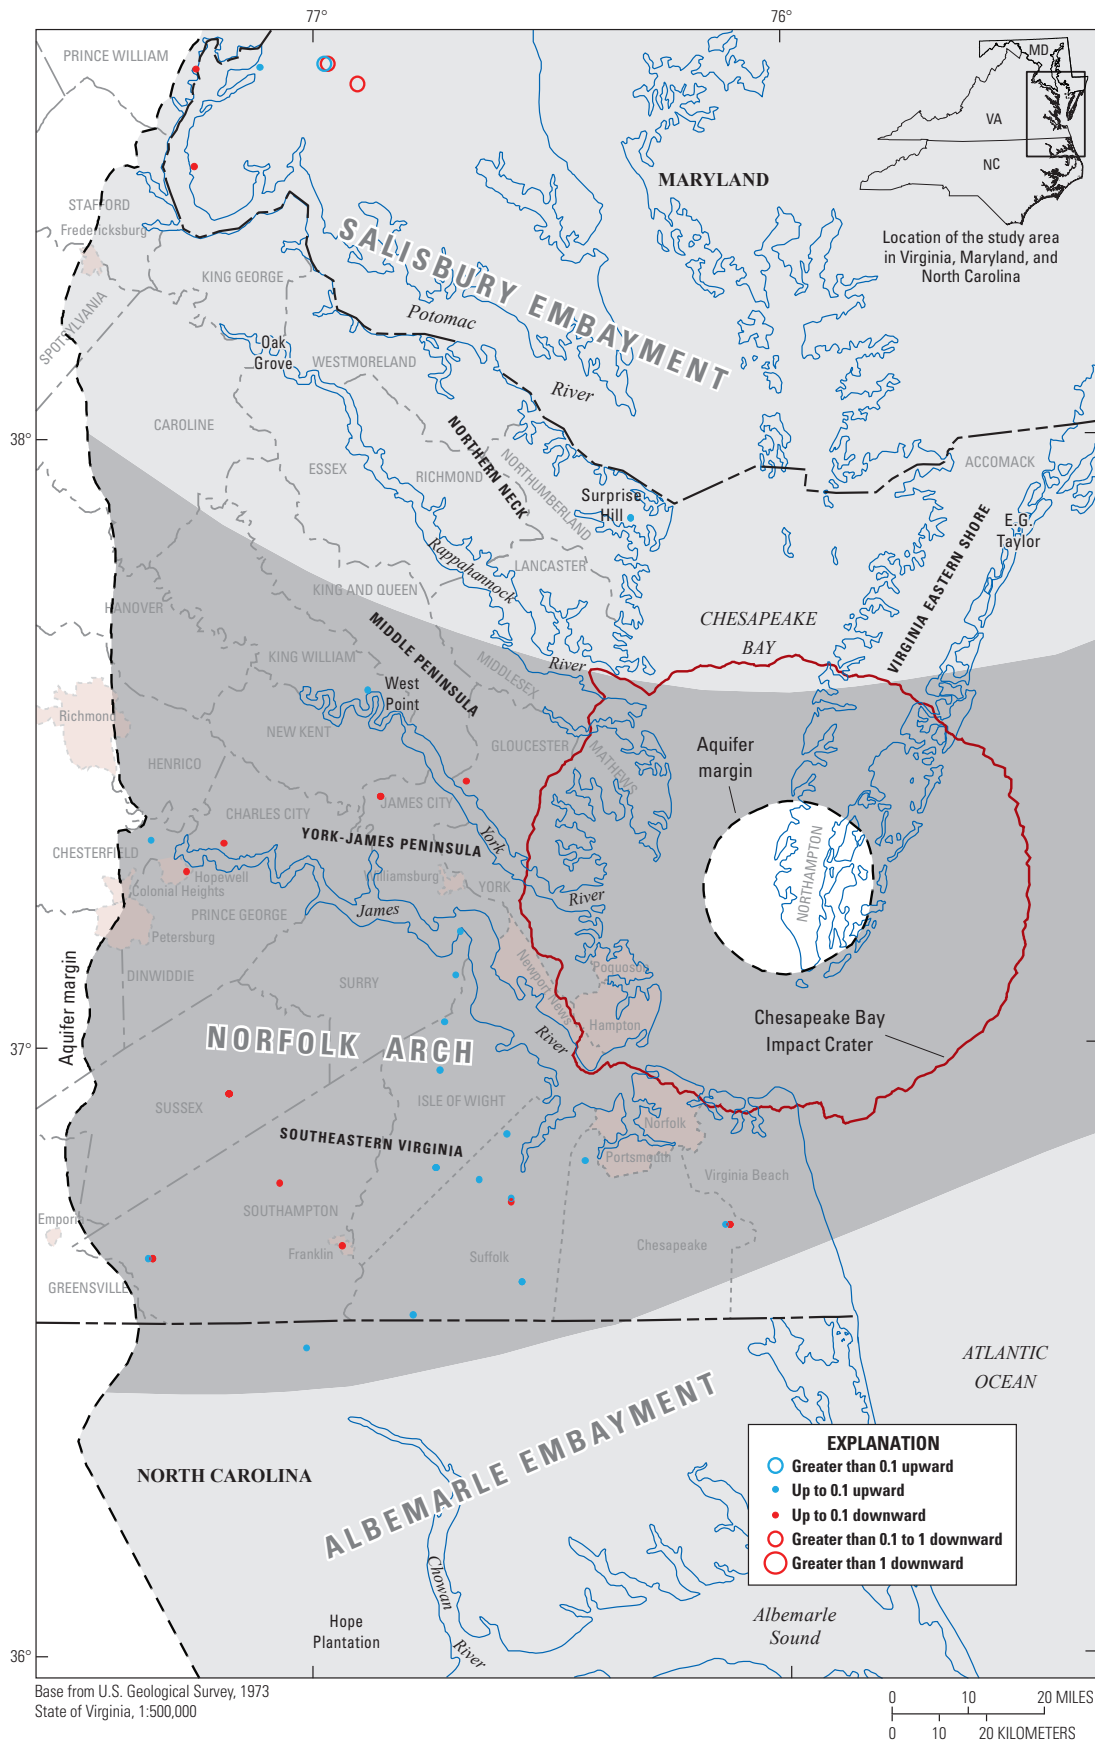 77°
76°
PRINCE WILLIAM
MD
VA
NC
MARYLAND
STAFFORD
Fredericksburg
Location of the study area
in Virginia, Maryland, and
North Carolina
SALISBURY EMBAYMENT
KING GEORGE
SPOTSYLVANIA
Potomac
Oak
Grove
WESTMORELAND
River
CAROLINE
38°
NORTHERN NECK
NORTHUMBERLAND
ESSEX
RICHMOND
ACCOMACK
Surprise
Hill
E.G.
Taylor
Rappahannock
LANCASTER
VIRGINIA EASTERN SHORE
KING AND QUEEN
HANOVER
CHESAPEAKE
BAY
MIDDLE PENINSULA
KING WILLIAM
MIDDLESEX
River
West
Point
Richmond
NEW KENT
GLOUCESTER
MATHEWS
Aquifer
margin
HENRICO
JAMES CITY
CHARLES CITY
YORK-JAMES PENINSULA
York
CHESTERFIELD
NORTHAMPTON
Hopewell
Williamsburg
YORK
Colonial Heights
River
PRINCE GEORGE
James
Petersburg
Newport News
Poquoson
DINWIDDIE
SURRY
Aquifer margin
Hampton
Chesapeake Bay
Impact Crater
NORFOLK ARCH
River
37°
SUSSEX
ISLE OF WIGHT
Norfolk
SOUTHEASTERN VIRGINIA
Portsmouth
Virginia Beach
SOUTHAMPTON
Emporia
Franklin
Suffolk
Chesapeake
GREENSVILLE
ATLANTIC
OCEAN
ALBEMARLE EMBAYMENT
NORTH CAROLINA
EXPLANATION
Greater than 0.1 upward
Up to 0.1 upward
Up to 0.1 downward
Greater than 0.1 to 1 downward
Greater than 1 downward
Chowan
River
Hope
Plantation
Albemarle
Sound
36°
Base from U.S. Geological Survey, 1973
State of Virginia, 1:500,000
0 10 20 MILES
0 10 20 KILOMETERS